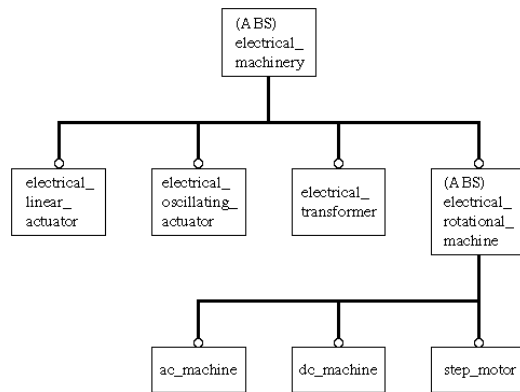 (ABS)
electrical_
machinery
electrical_
linear_
actuator
electrical_
oscillating_
actuator
electrical_
transformer
(ABS)
electrical_
rotational_
machine
ac_machine
dc_machine
step_motor